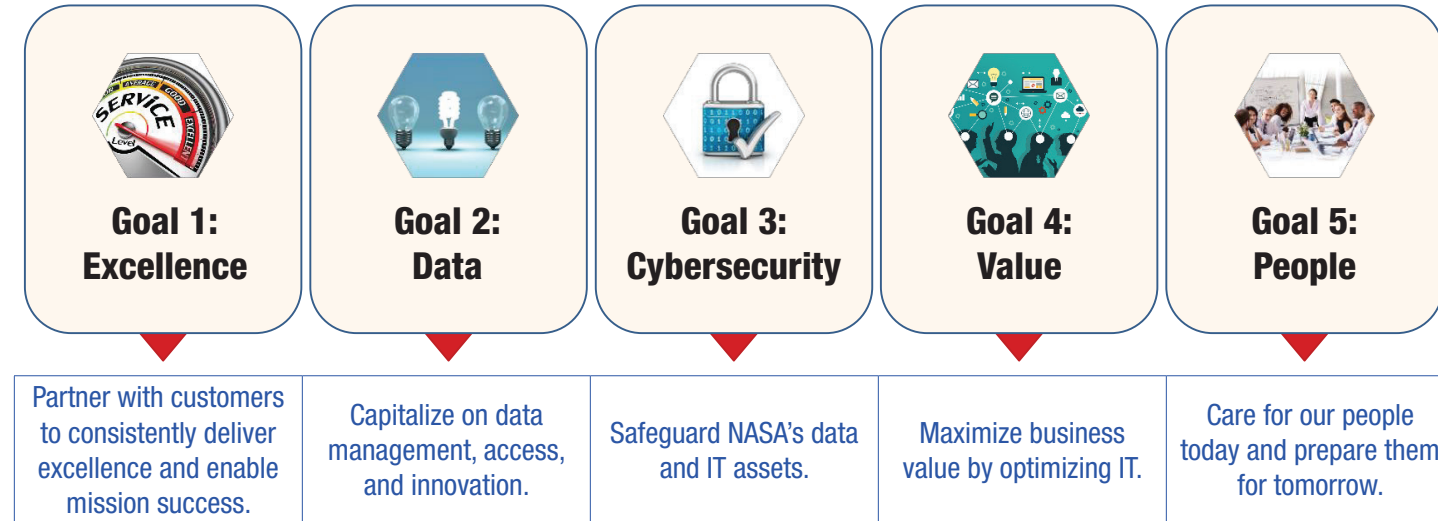 AVERAGE
GOOD
EXCELLENT
SERVICE
Level
Goal 1:
Excellence
Goal 2:
Data
Goal 3:
Cybersecurity
Goal 4:
Value
Goal 5:
People
Partner with customers
to consistently deliver
excellence and enable
mission success.
Capitalize on data
management, access,
and innovation.
Safeguard NASA's data
and IT assets.
Maximize business
value by optimizing IT.
Care for our people
today and prepare them
for tomorrow.